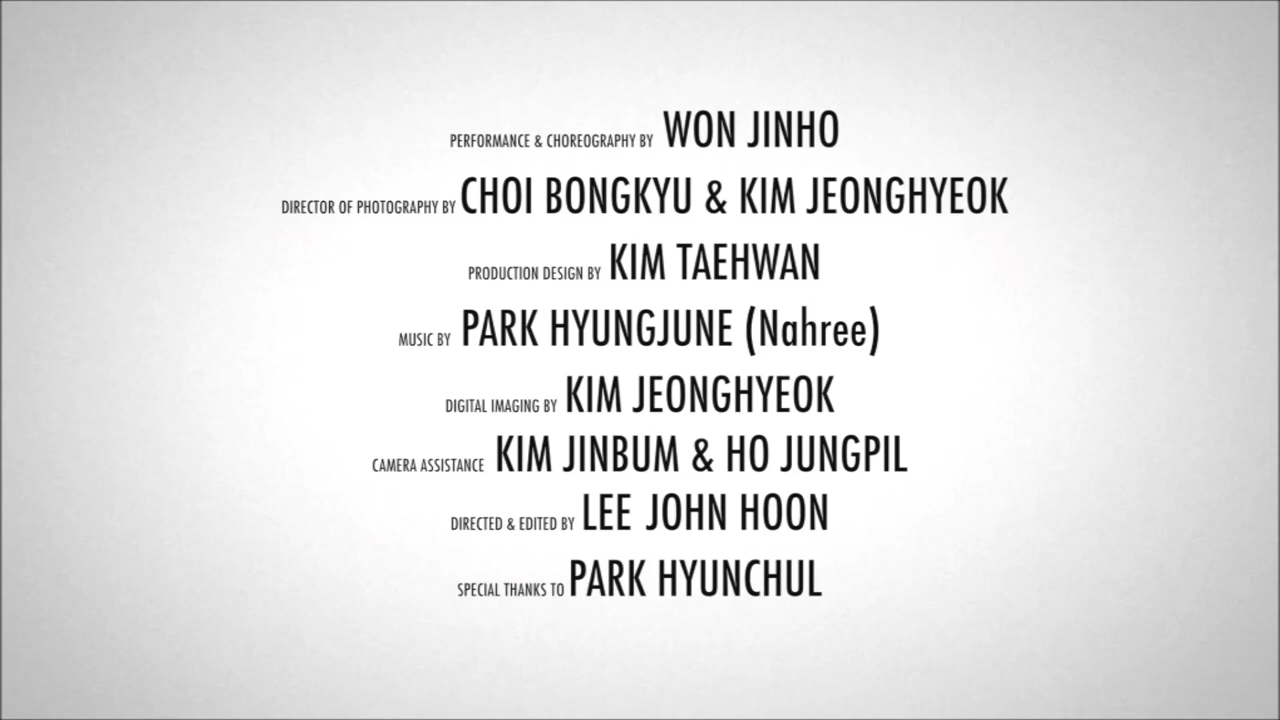 PERFORMANCE & CHOREOGRAPHY BY WON JINHO
DIRECTOR OF PHOTOGRAPHY BY CHOI BONGKYU & KIM JEONGHYEOK
PRODUCTION DESIGN BY KIM TAEHWAN
MUSIC BY PARK HYUNGJUNE (Nahree)
DIGITAL IMAGING BY KIM JEONGHYEOK
CAMERA ASSISTANCE KIM JINBUM & HO JUNGPIL
DIRECTED & EDITED BY LEE JOHN HOON
SPECIAL THANKS TO PARK HYUNCHUL